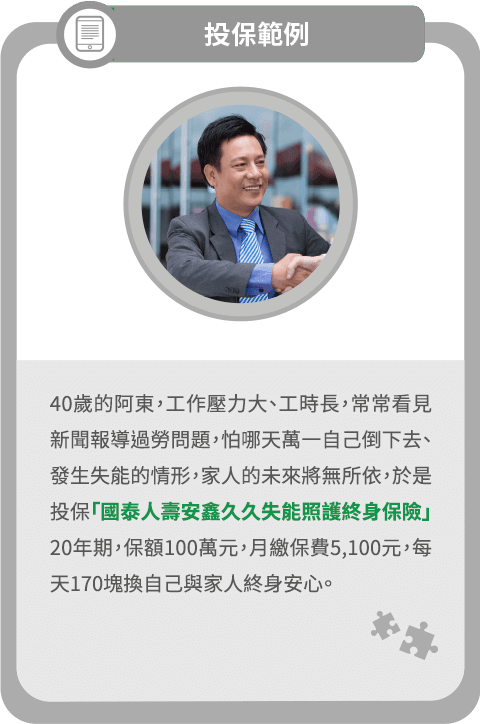 投保範例
40歲的阿東，工作壓力大、工時長，常常看見
新聞報導過勞問題，怕哪天萬一自己倒下去、
發生失能的情形，家人的未來將無所依，於是
投保「國泰人壽安鑫久久失能照護終身保險」
20年期，保額100萬元，月繳保費5,100元，每
天170塊換自己與家人終身安心。